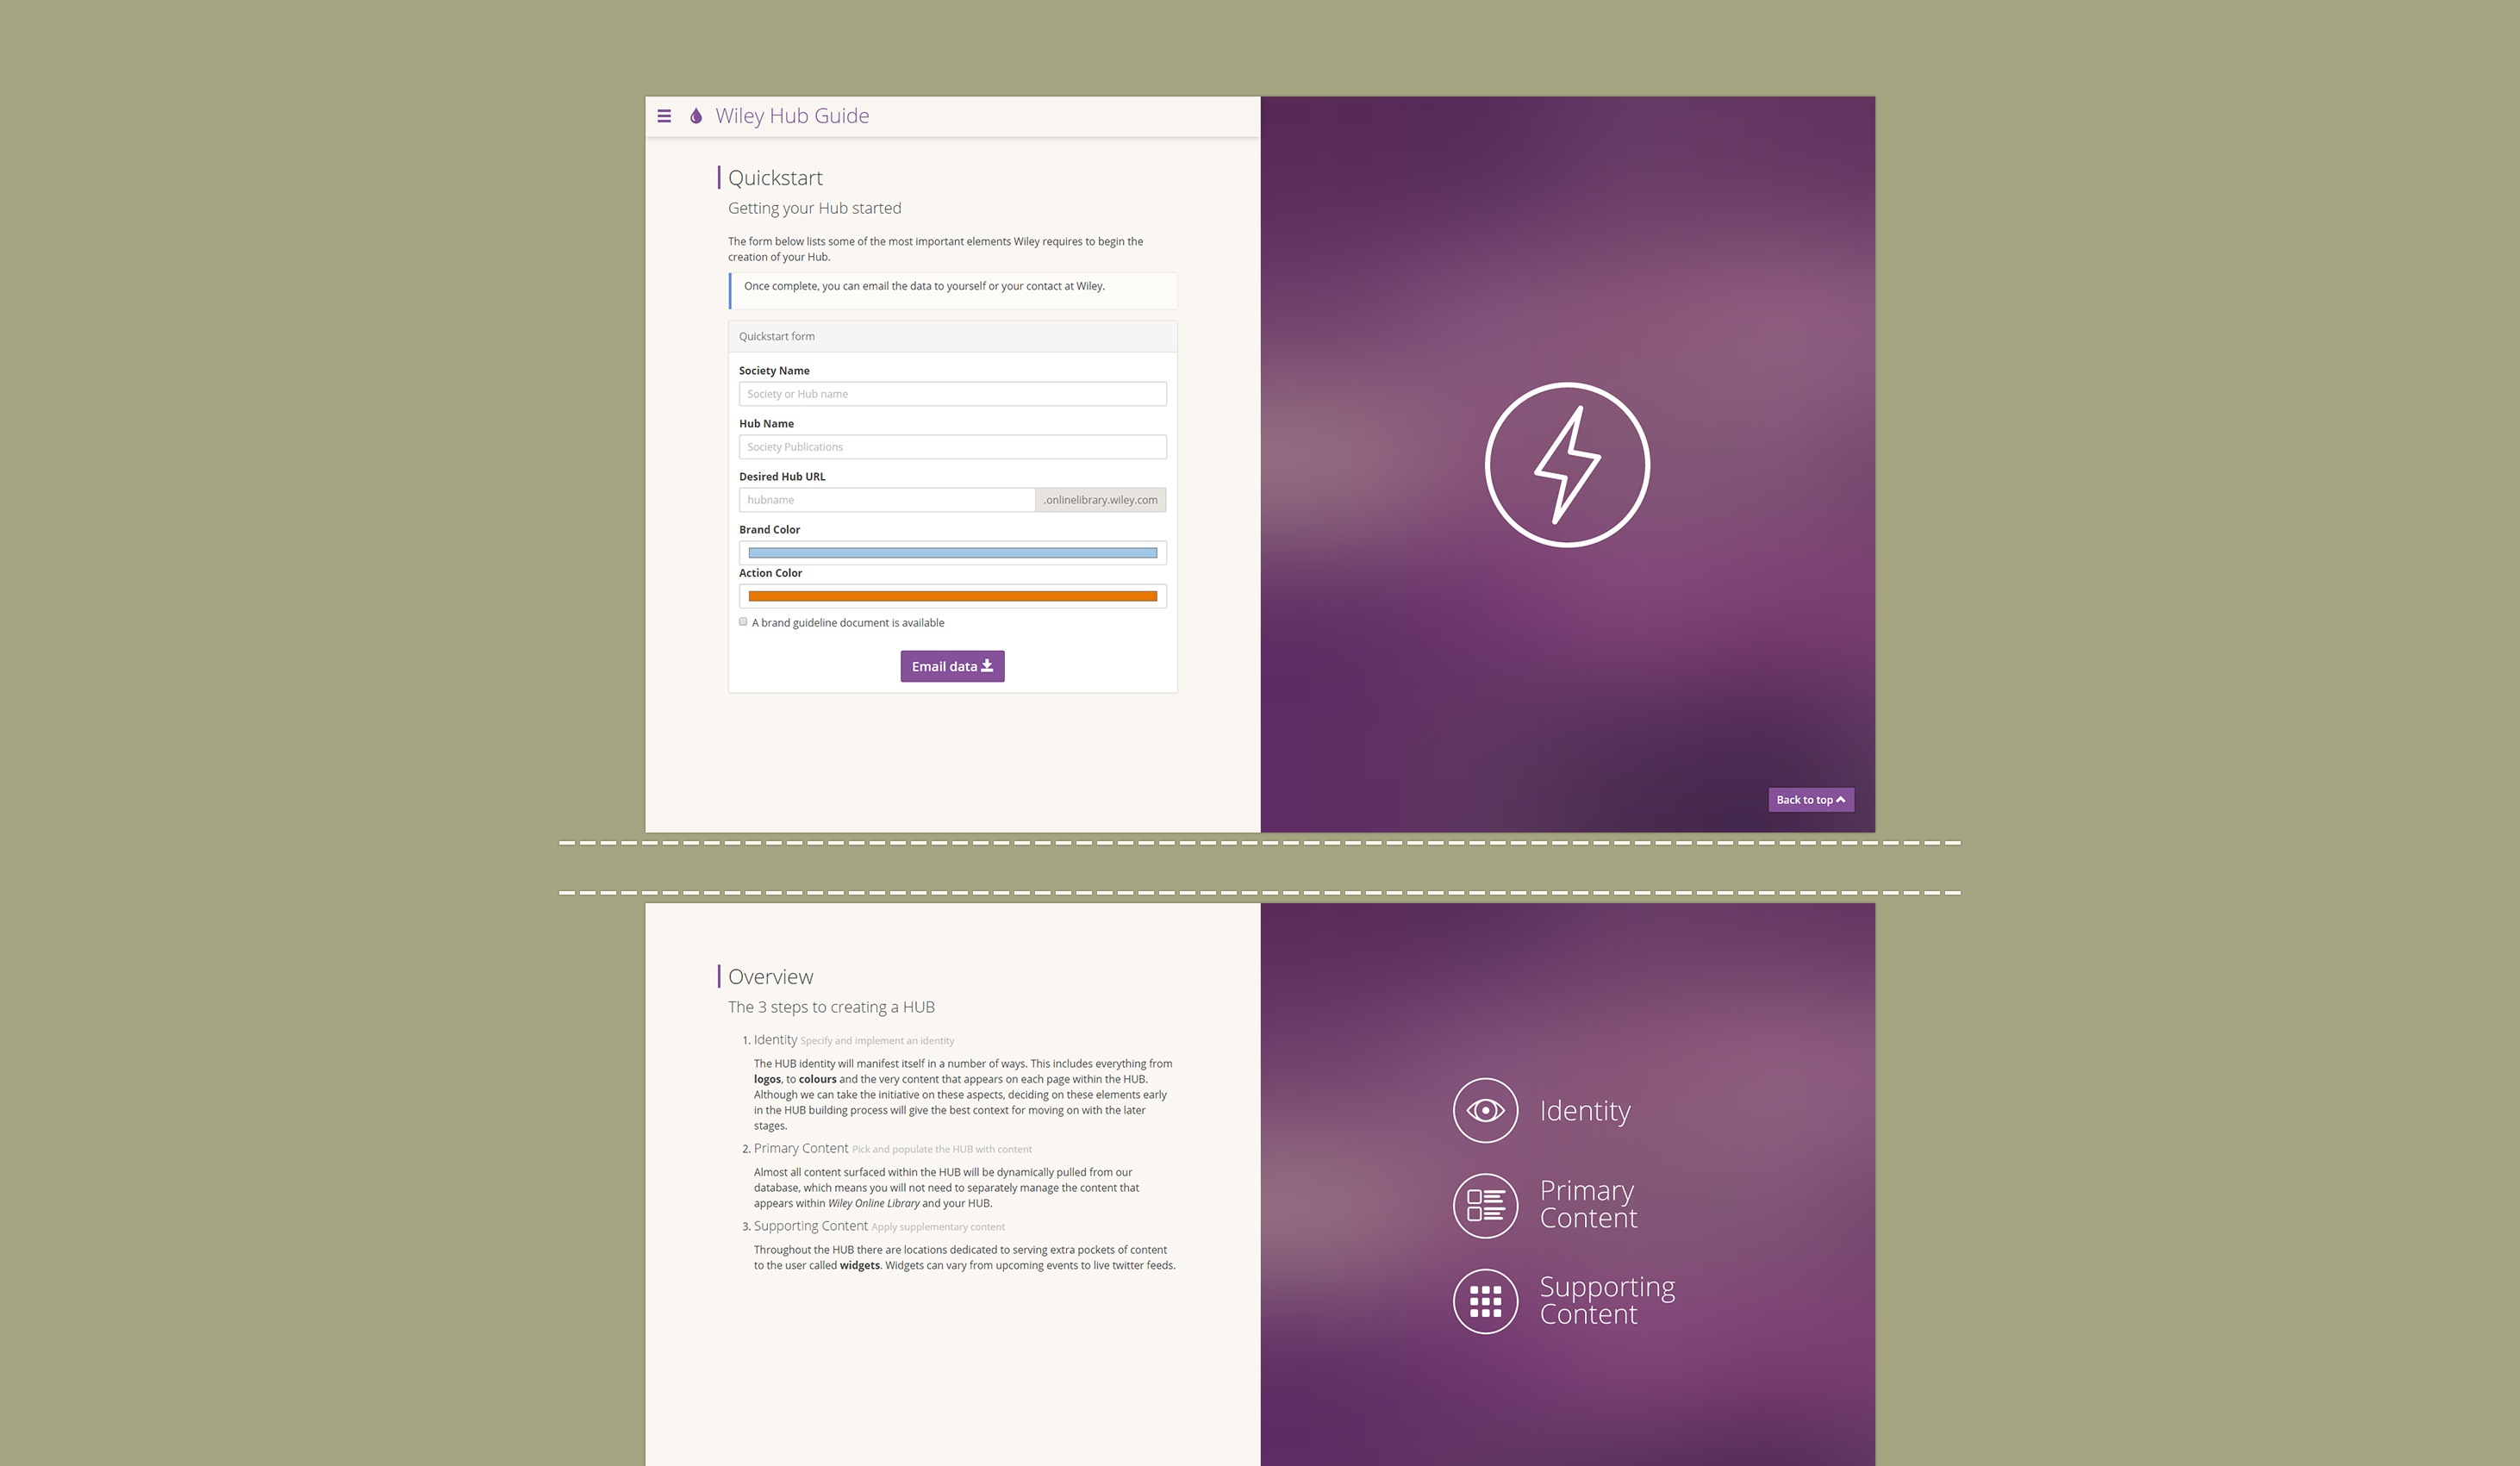 Wiley Hub Guide
Quickstart
Getting your Hub started
The form below lists some of the most important elements Wiley requires to begin the
creation of your Hub.
Once complete, you can email the data to yourself or your contact at Wiley.
Quickstart form
Society Name
Society or Hub name
Hub Name
Society Publications
Desired Hub URL
hubname .onlinelibrary.wiley.com
Brand Color
Action Color
A brand guideline document is available
Email data
Back to top
Overview
The 3 steps to creating a HUB
1. Identity Specify and implement an identity
The HUB identity will manifest itself in a number of ways. This includes everything from
logos, to colours and the very content that appears on each page within the HUB.
Although we can take the initiative on these aspects, deciding on these elements early
in the HUB building process will give the best context for moving on with the later
stages.
2. Primary Content Pick and populate the HUB with content
Almost all content surfaced within the HUB will be dynamically pulled from our
database, which means you will not need to separately manage the content that
appears within Wiley Online Library and your HUB.
3. Supporting Content Apply supplementary content
Throughout the HUB there are locations dedicated to serving extra pockets of content
to the user called widgets. Widgets can vary from upcoming events to live twitter feeds.
Identity
Primary
Content
Supporting
Content